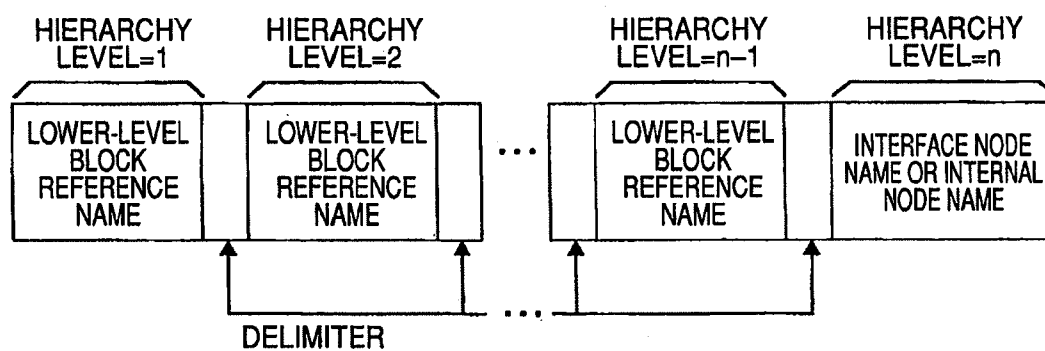 HIERARCHY
LEVEL=1
HIERARCHY
LEVEL=2
HIERARCHY
LEVEL=n–1
HIERARCHY
LEVEL=n
LOWER-LEVEL
BLOCK
REFERENCE
NAME
LOWER-LEVEL
BLOCK
REFERENCE
NAME
...
LOWER-LEVEL
BLOCK
REFERENCE
NAME
INTERFACE NODE
NAME OR INTERNAL
NODE NAME
...
DELIMITER